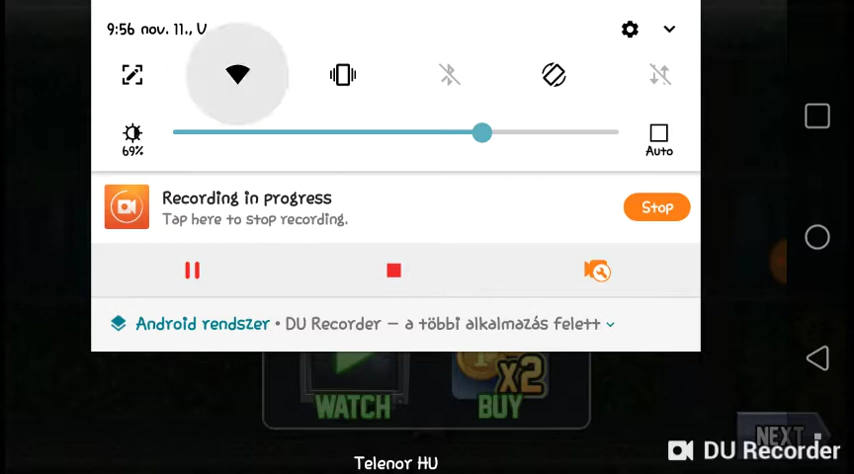 9:56 nov. 11., V
69%
Auto
Recording in progress
Tap here to stop recording.
Stop
Android rendszer • DU Recorder – a többi alkalmazás felett
x2
WATCH
BUY
NEXT
DU Recorder
Telenor HU